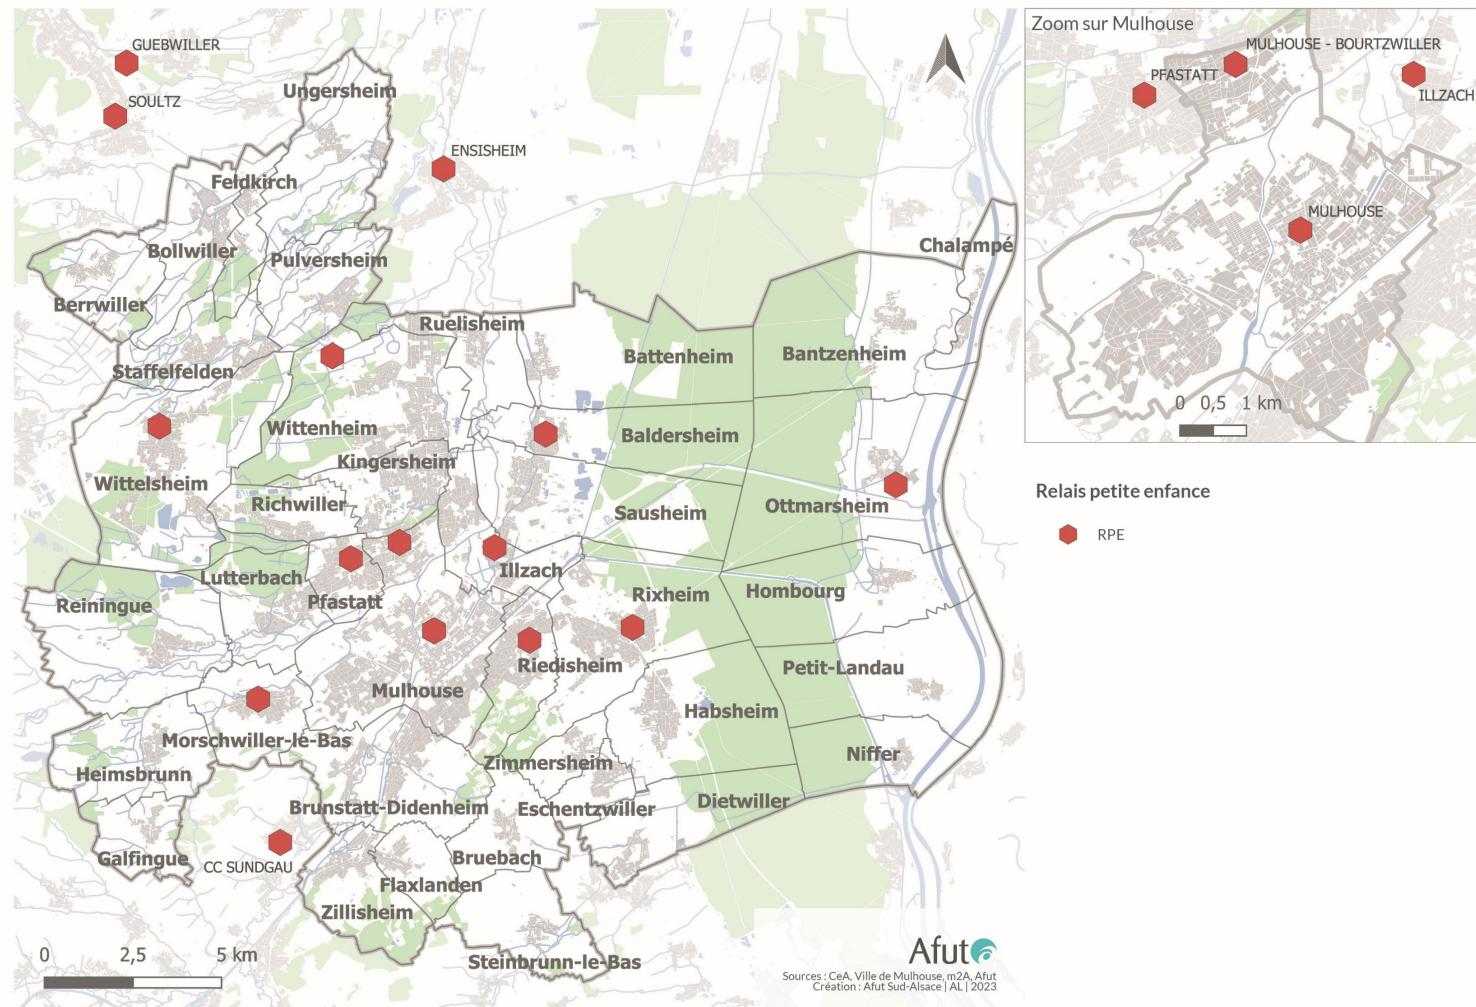 GUEBWILLER
SOULTZ
Ungersheim
ENSISHEIM
Feldkirch
Bollwiller
Pulversheim
Berrwiller
Chalampé
Ruelisheim
Staffelfelden
Battenheim
Bantzenheim
Wittenheim
Baldersheim
Kingersheim
Wittelsheim
Richwiller
Sausheim
Ottmarsheim
Illzach
Lutterbach
Reiningue
Pfastatt
Rixheim
Hombourg
Riedisheim
Petit-Landau
Mulhouse
Habsheim
Morschwiller-le-Bas
Niffer
Heimsbrunn
Zimmersheim
Brunstatt-Didenheim
Eschentzwiller
Dietwiller
Galfingue
CC SUNDGAU
Bruebach
Flaxlanden
Zillisheim
Steinbrunn-le-Bas
0 2,5 5 km
Afut
Sources : CeA, Ville de Mulhouse, m2A, Afut
Création : Afut Sud-Alsace | AL | 2023
Zoom sur Mulhouse
MULHOUSE - BOURTZWILLER
PFASTATT
ILLZACH
MULHOUSE
0 0,5 1 km
Relais petite enfance
RPE